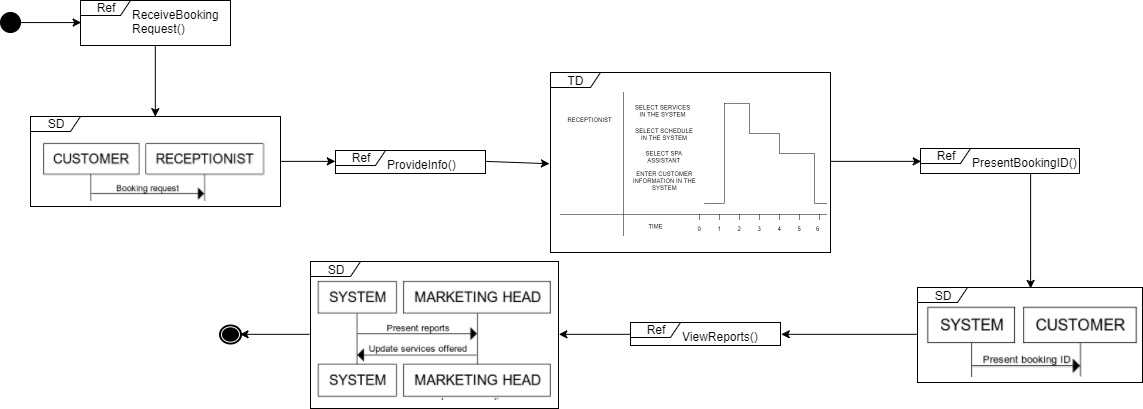 Ref
ReceiveBooking
Request()
SD
CUSTOMER
RECEPTIONIST
Booking request
Ref
ProvideInfo()
TD
RECEPTIONIST
SELECT SERVICES
IN THE SYSTEM
SELECT SCHEDULE
IN THE SYSTEM
SELECT SPA
ASSISTANT
ENTER CUSTOMER
INFORMATION IN THE
SYSTEM
TIME
0 1 2 3 4 5 6
Ref
PresentBookingID()
SD
SYSTEM
CUSTOMER
Present booking ID
Ref
ViewReports()
SD
SYSTEM
MARKETING HEAD
Present reports
Update services offered
SYSTEM
MARKETING HEAD